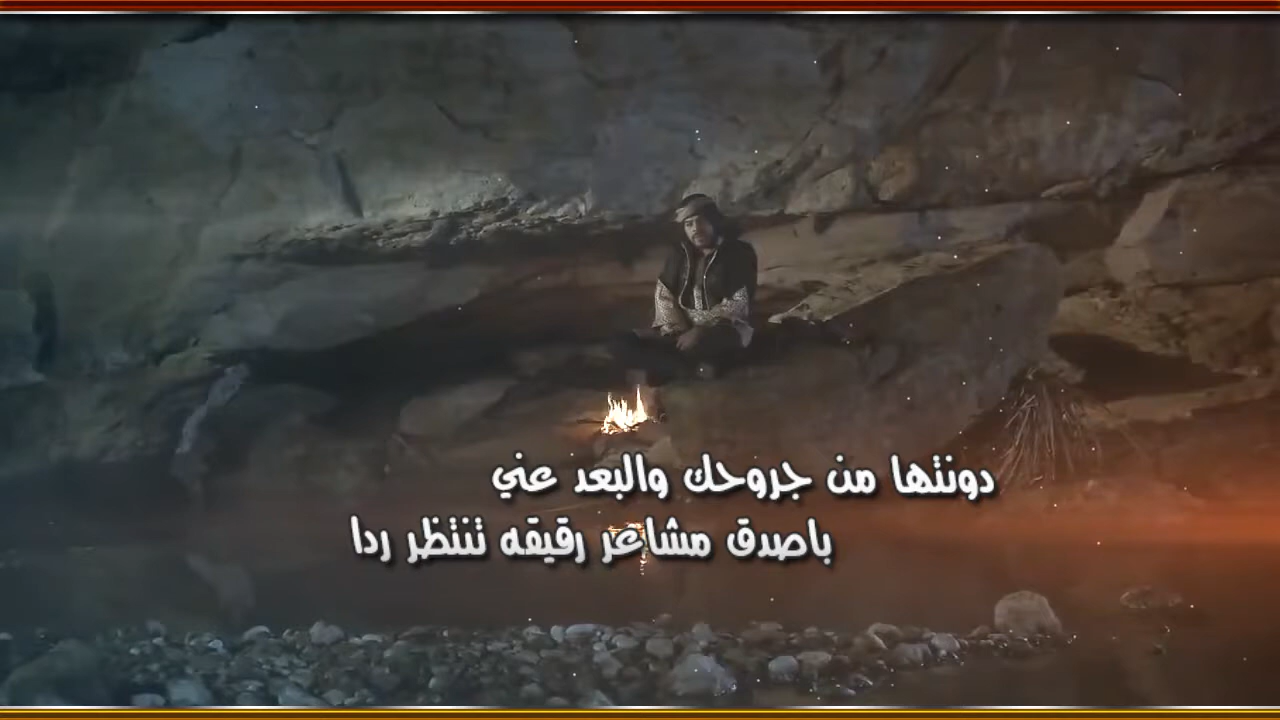 دونتها من جروحك والبعد عني
باصدق مشاعر رقيقه تنتظر ردا